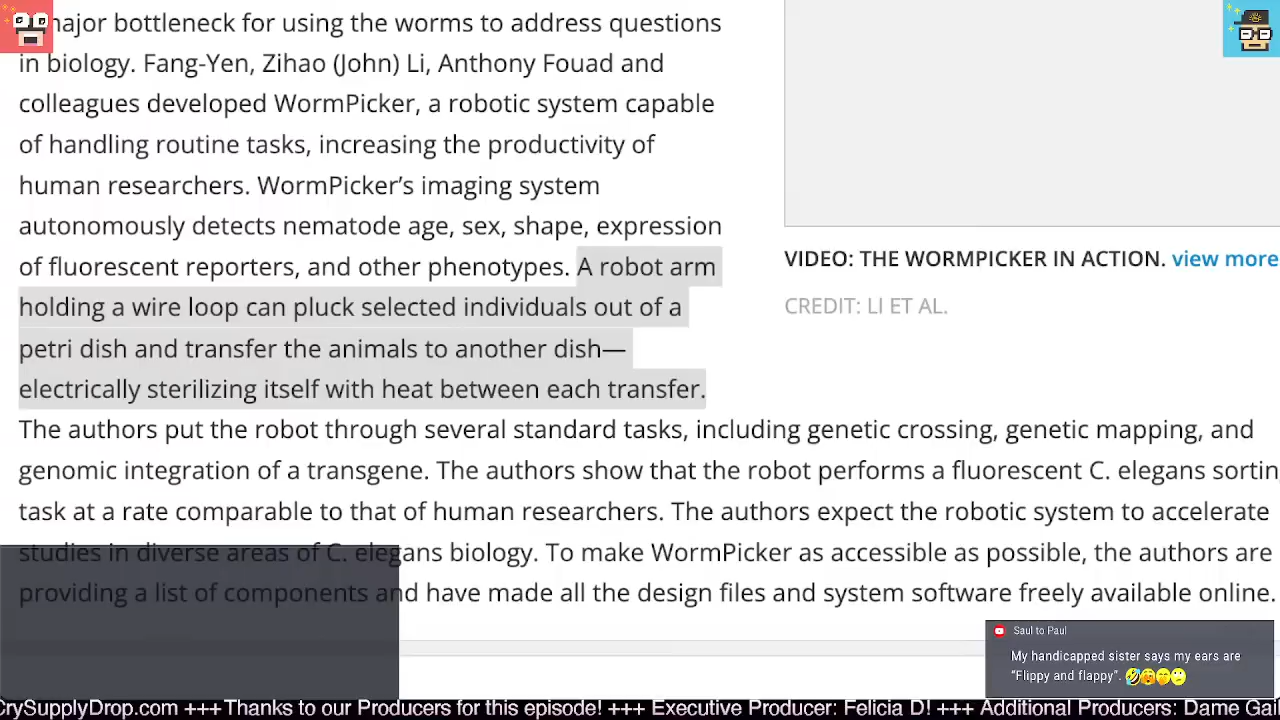 major bottleneck for using the worms to address questions
in biology. Fang-Yen, Zihao (John) Li, Anthony Fouad and
colleagues developed WormPicker, a robotic system capable
of handling routine tasks, increasing the productivity of
human researchers. WormPicker’s imaging system
autonomously detects nematode age, sex, shape, expression
of fluorescent reporters, and other phenotypes. A robot arm
holding a wire loop can pluck selected individuals out of a
petri dish and transfer the animals to another dish—
electrically sterilizing itself with heat between each transfer.
VIDEO: THE WORMPICKER IN ACTION. view more
CREDIT: LI ET AL.
The authors put the robot through several standard tasks, including genetic crossing, genetic mapping, and
genomic integration of a transgene. The authors show that the robot performs a fluorescent C. elegans sortin
task at a rate comparable to that of human researchers. The authors expect the robotic system to accelerate
studies in diverse areas of C. elegans biology. To make WormPicker as accessible as possible, the authors are
providing a list of components and have made all the design files and system software freely available online.
Saul to Paul
My handicapped sister says my ears are
“Flippy and flappy”. 🤣😄😁🙄
CrySupplyDrop.com +++ Thanks to our Producers for this episode! +++ Executive Producer: Felicia D! +++ Additional Producers: Dame Gai